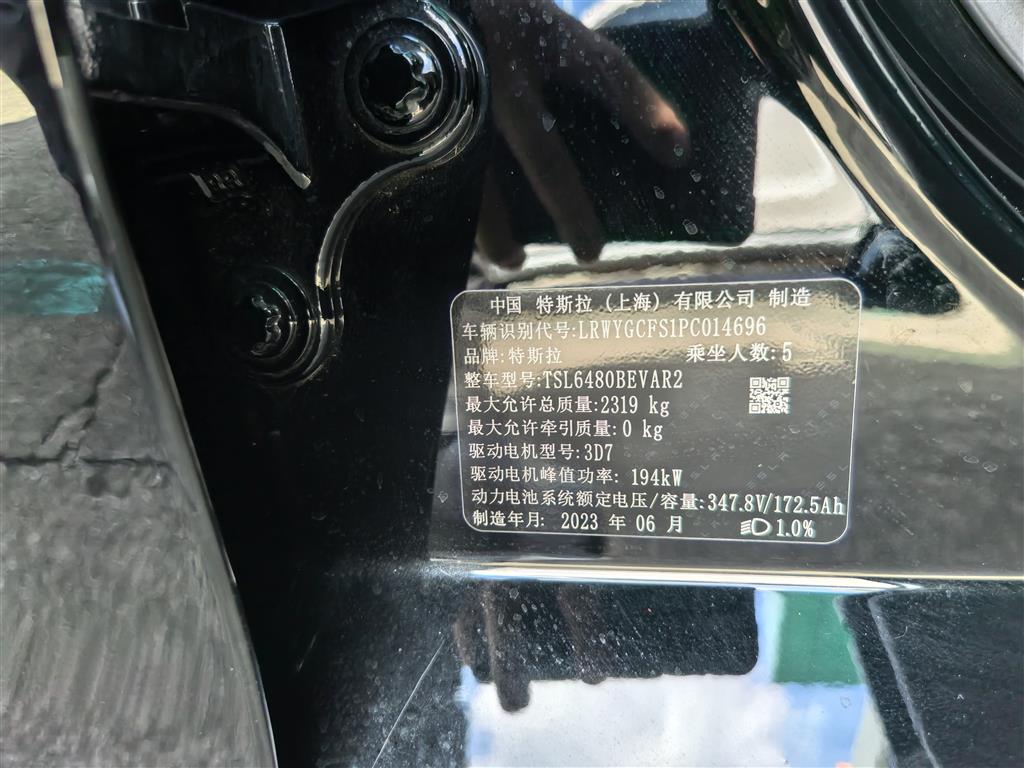 中国 特斯拉（上海）有限公司 制造
车辆识别代号:LRWYGCFS1PC014696
品牌:特斯拉 乘坐人数:5
整车型号:TSL6480BEVAR2
最大允许总质量:2319 kg
最大允许牵引质量:0 kg
驱动电机型号:3D7
驱动电机峰值功率: 194kW
动力电池系统额定电压/容量:347.8V/172.5Ah
制造年月: 2023 年 06 月 1.0%